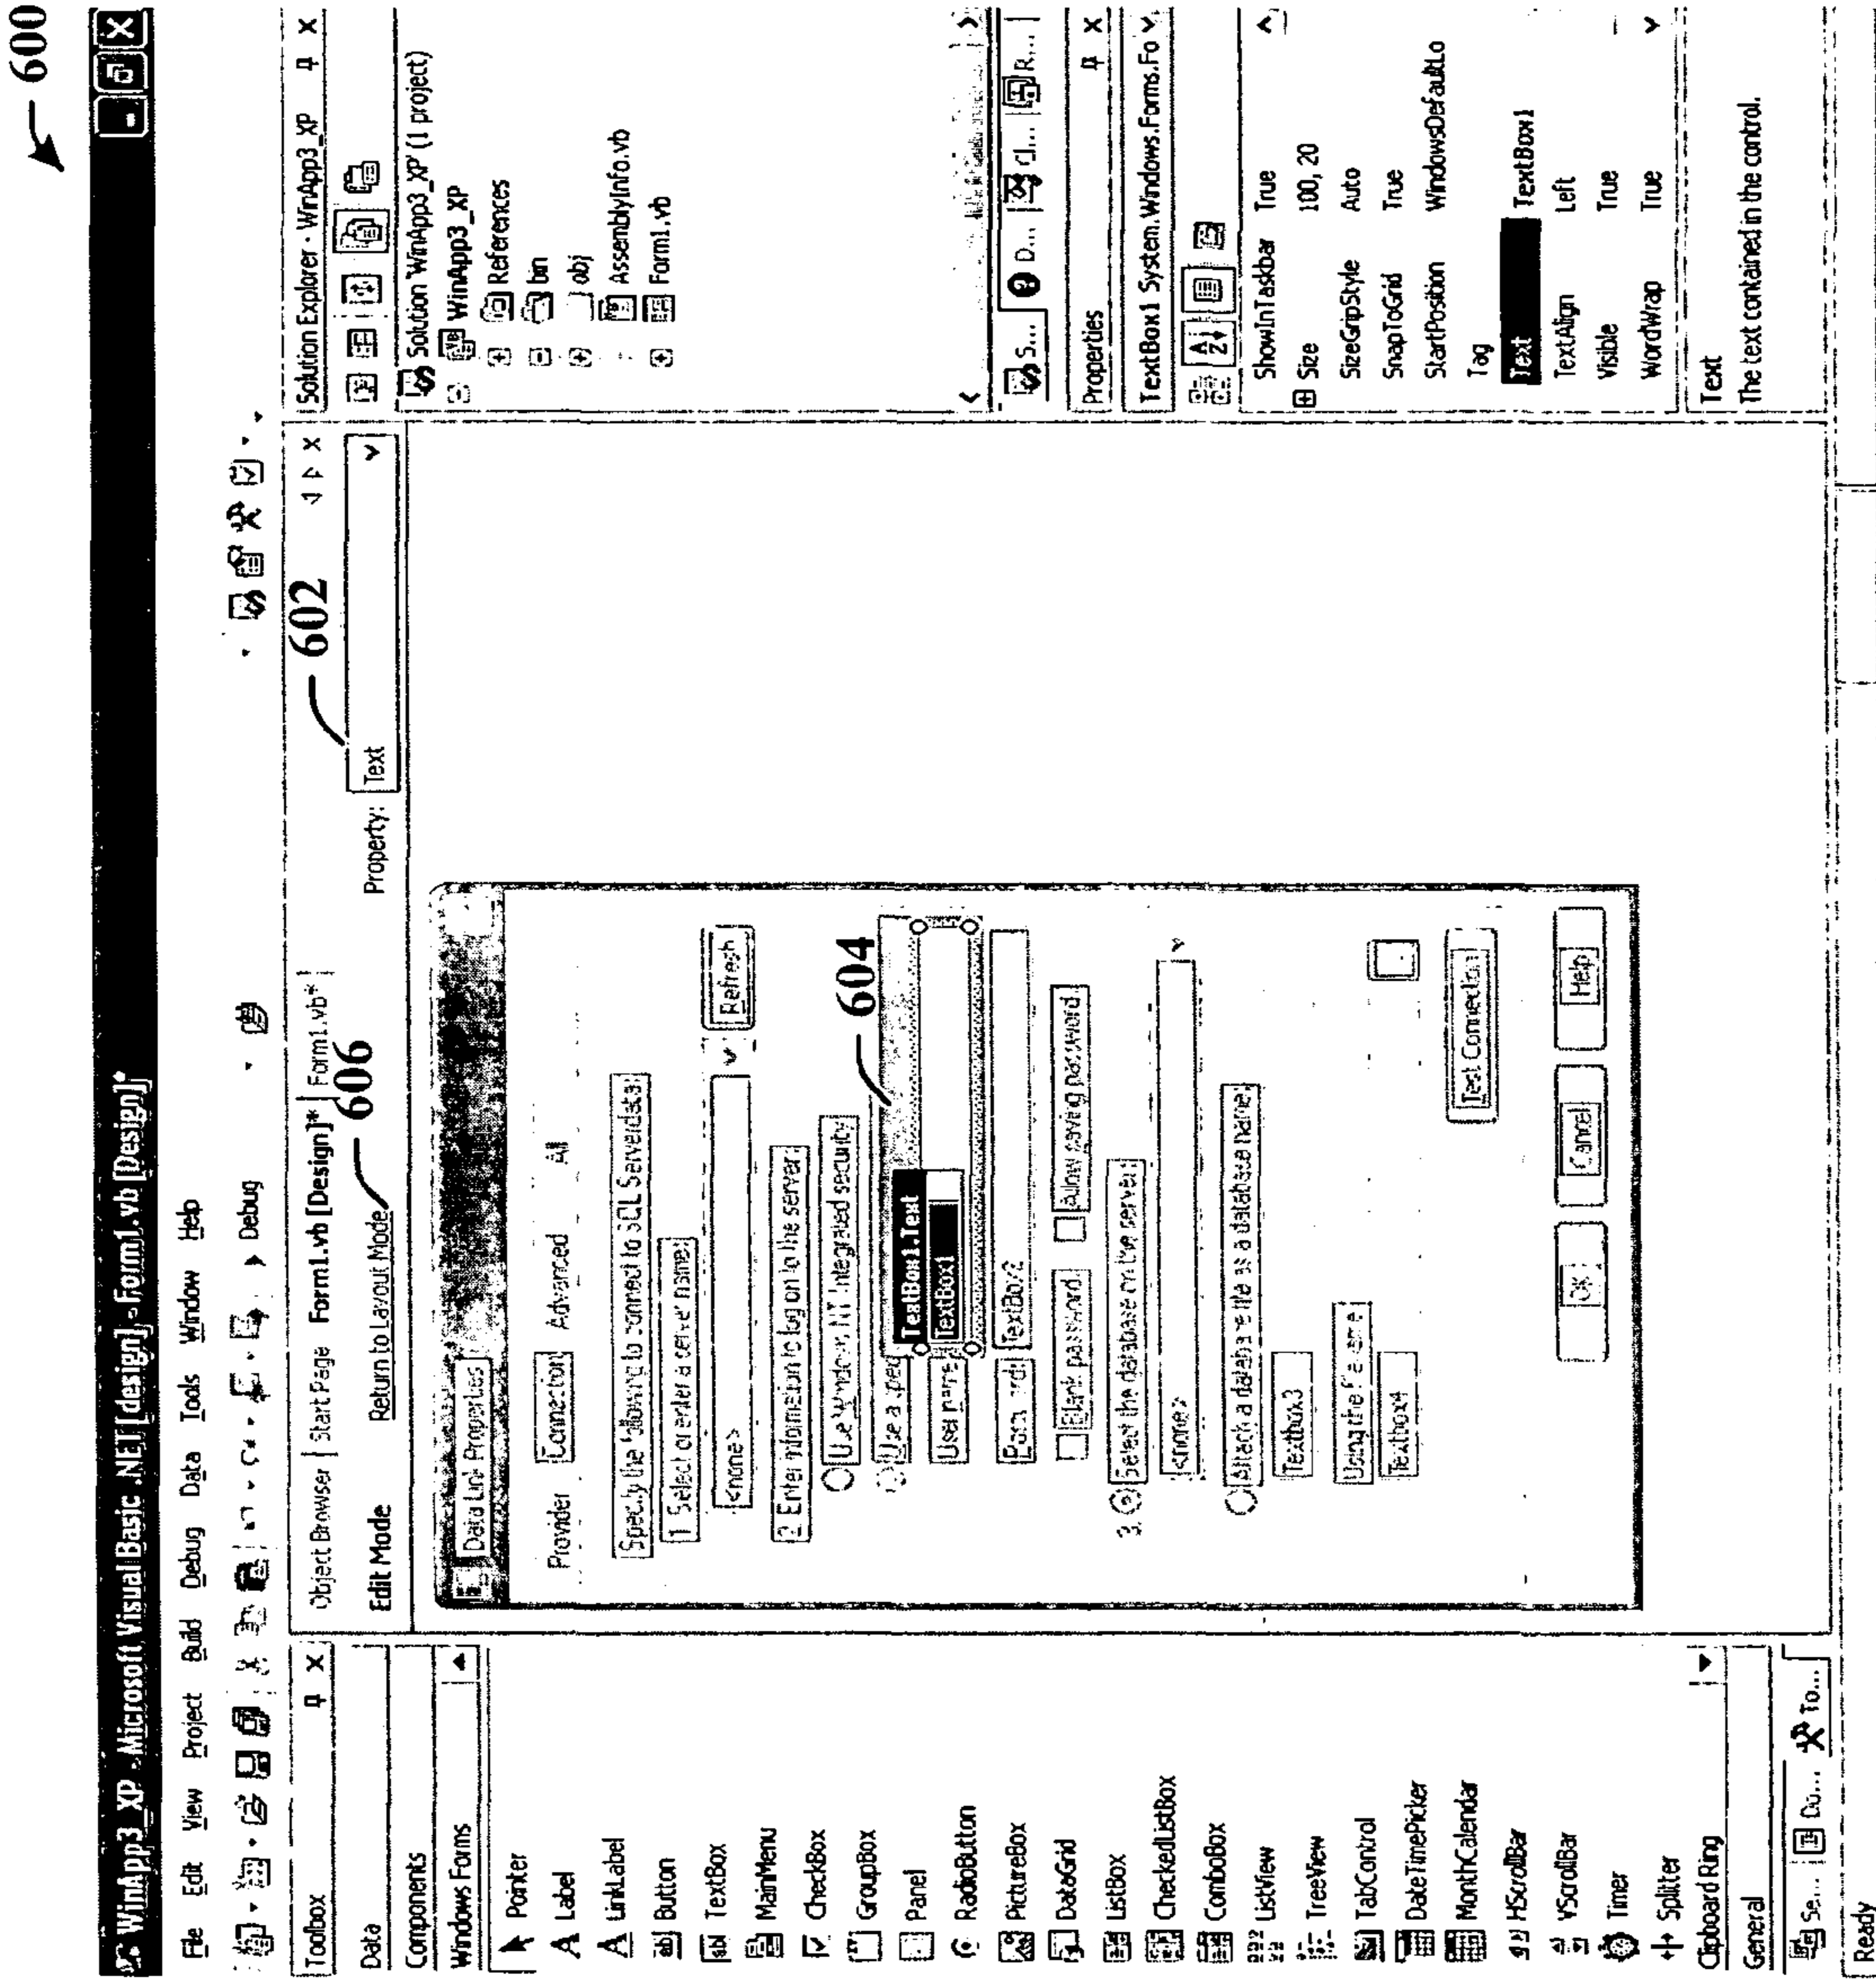 600
WinApp3_XP - Microsoft Visual Basic .NET [design] - Form1.vb [Design]*
File Edit View Project Build Debug Data Tools Window Help
Debug
Toolbox
Data
Components
Windows Forms
Pointer
Label
LinkLabel
Button
TextBox
MainMenu
CheckBox
GroupBox
Panel
RadioButton
PictureBox
DataGrid
ListBox
CheckedListBox
ComboBox
ListView
TreeView
TabControl
DateTimePicker
MonthCalendar
HScrollBar
VScrollBar
Timer
Splitter
Clipboard Ring
General
Se... Do... To...
Ready
Object Browser Start Page Form1.vb [Design]* Form1.vb*
602
606
Edit Mode Return to Layout Mode Property: Text
Data Link Properties
Provider Connection Advanced All
Specify the following to connect to SQL Server data:
1. Select or enter a server name:
<none> Refresh
2. Enter information to log on to the server:
Use Windows NT Integrated security
604
Use a
TextBox1.Text
User name
TextBox1
Password: TextBox2
Blank password Allow saving password
3. Select the database on the server:
<none>
Attach a database file as a database name:
Textbox3
Using the filename:
Textbox4
...
Test Connection
OK Cancel Help
Solution Explorer - WinApp3_XP
Solution 'WinApp3_XP' (1 project)
WinApp3_XP
References
bin
obj
AssemblyInfo.vb
Form1.vb
S... D... Cl... R...
Properties
TextBox1 System.Windows.Forms.Fo
ShowInTaskbar True
Size 100, 20
SizeGripStyle Auto
SnapToGrid True
StartPosition WindowsDefaultLo
Tag
Text TextBox1
TextAlign Left
Visible True
WordWrap True
Text
The text contained in the control.